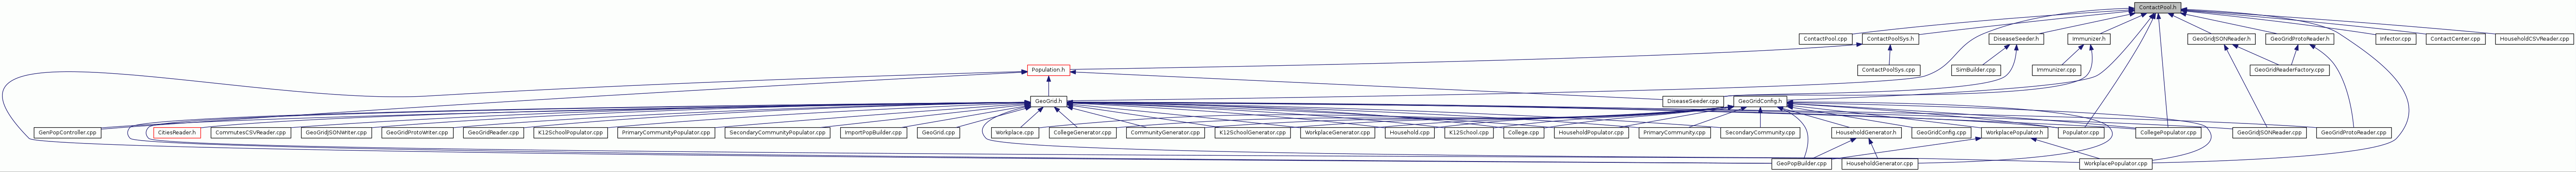 ContactPool.h
ContactPool.cpp
ContactPoolSys.h
DiseaseSeeder.h
Immunizer.h
GeoGridJSONReader.h
GeoGridProtoReader.h
Infector.cpp
ContactCenter.cpp
HouseholdCSVReader.cpp
Population.h
ContactPoolSys.cpp
SimBuilder.cpp
Immunizer.cpp
GeoGridReaderFactory.cpp
GeoGrid.h
DiseaseSeeder.cpp
GeoGridConfig.h
GenPopController.cpp
CitiesReader.h
CommutesCSVReader.cpp
GeoGridJSONWriter.cpp
GeoGridProtoWriter.cpp
GeoGridReader.cpp
K12SchoolPopulator.cpp
PrimaryCommunityPopulator.cpp
SecondaryCommunityPopulator.cpp
ImportPopBuilder.cpp
GeoGrid.cpp
Workplace.cpp
CollegeGenerator.cpp
CommunityGenerator.cpp
K12SchoolGenerator.cpp
WorkplaceGenerator.cpp
Household.cpp
K12School.cpp
College.cpp
HouseholdPopulator.cpp
PrimaryCommunity.cpp
SecondaryCommunity.cpp
HouseholdGenerator.h
GeoGridConfig.cpp
WorkplacePopulator.h
Populator.cpp
CollegePopulator.cpp
GeoGridJSONReader.cpp
GeoGridProtoReader.cpp
GeoPopBuilder.cpp
HouseholdGenerator.cpp
WorkplacePopulator.cpp